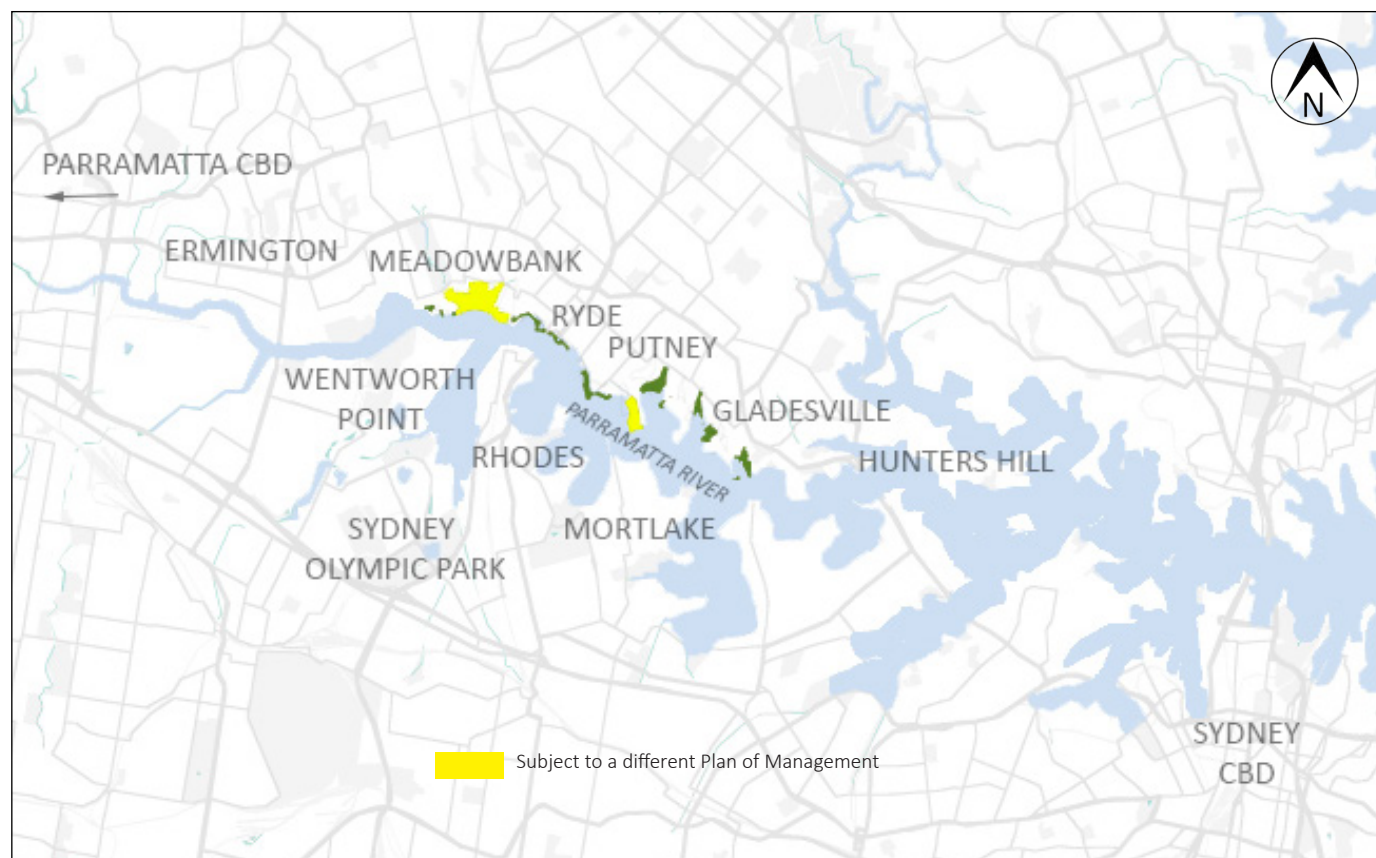 N
PARRAMATTA CBD
ERMINGTON
MEADOWBANK
RYDE
PUTNEY
WENTWORTH
POINT
GLADESVILLE
PARRAMATTA RIVER
RHODES
HUNTERS HILL
SYDNEY
OLYMPIC PARK
MORTLAKE
SYDNEY
CBD
Subject to a different Plan of Management